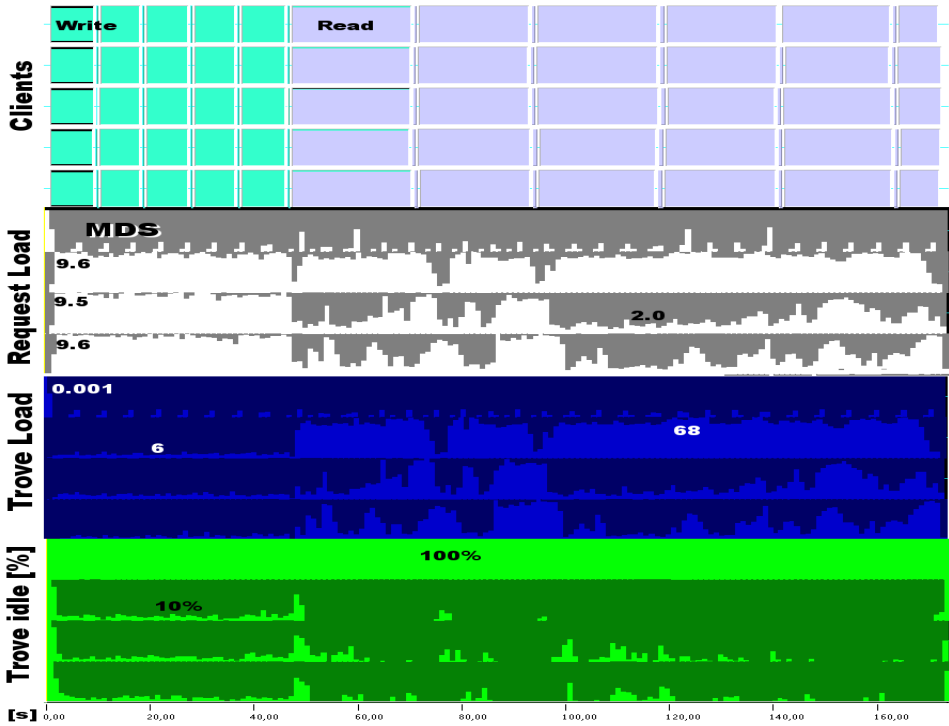 Clients
Write
Read
Request Load
MDS
9.6
9.5
2.0
9.6
Trove Load
0.001
6
68
Trove idle [%]
100%
10%
[s] 0,00 20,00 40,00 60,00 80,00 100,00 120,00 140,00 160,00